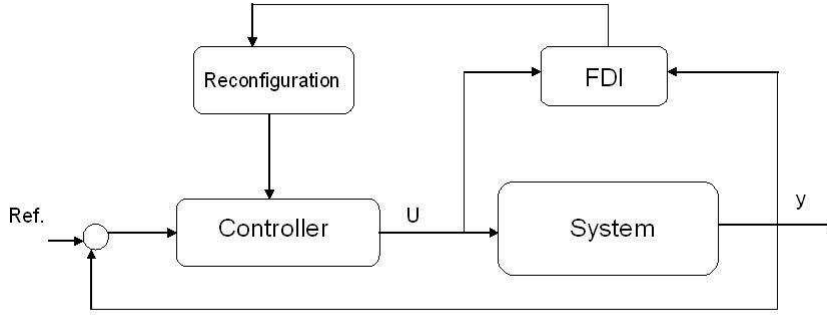 Reconfiguration
FDI
Ref.
Controller
U
System
y